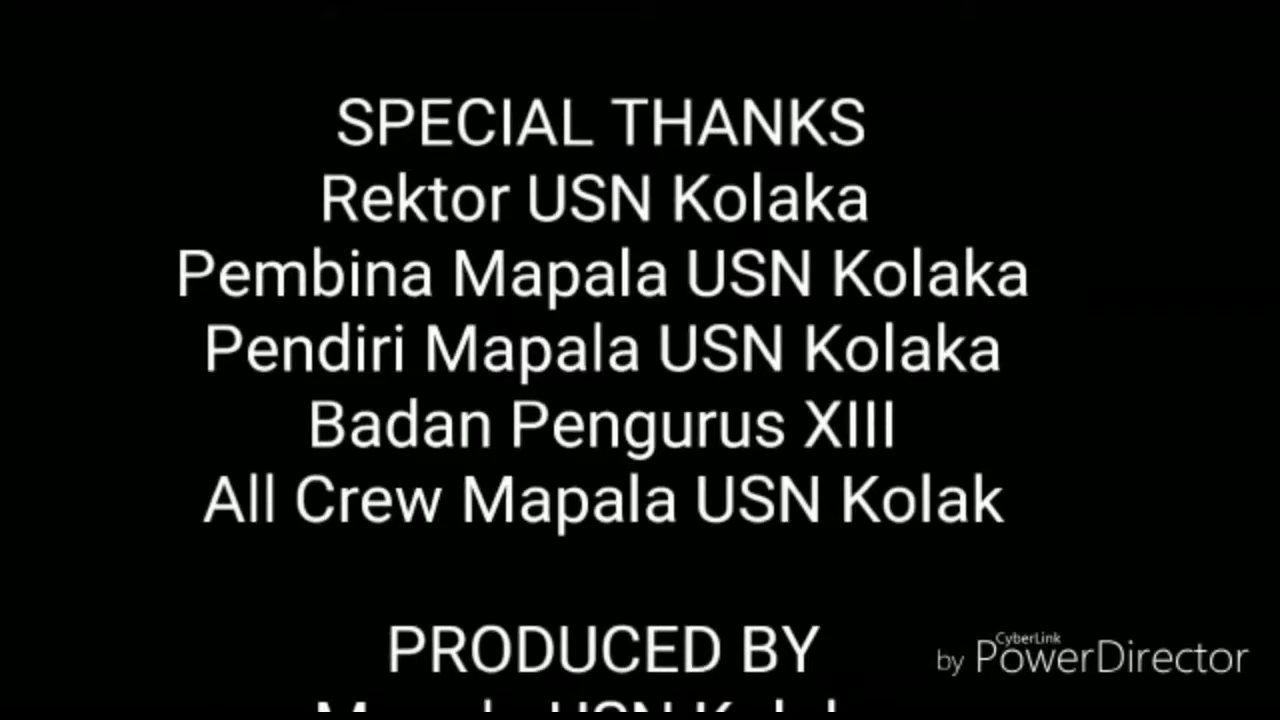 SPECIAL THANKS
Rektor USN Kolaka
Pembina Mapala USN Kolaka
Pendiri Mapala USN Kolaka
Badan Pengurus XIII
All Crew Mapala USN Kolak
PRODUCED BY
by CyberLink PowerDirector